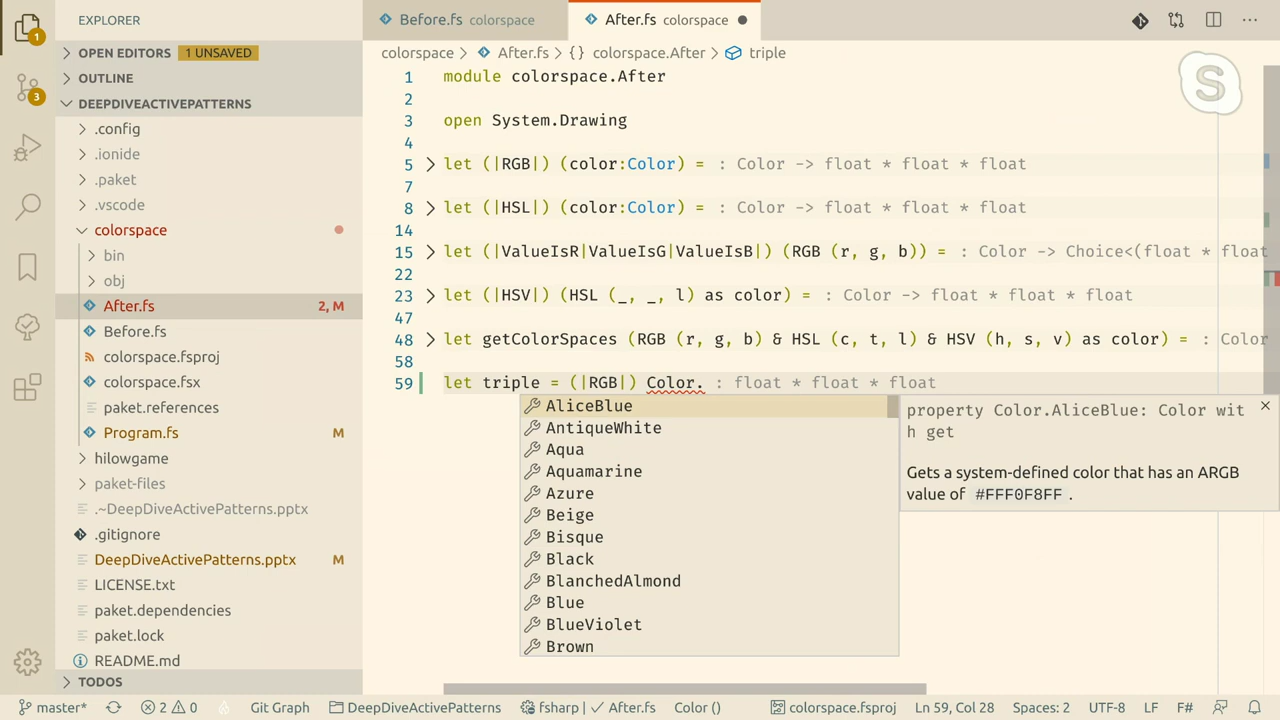 EXPLORER
Before.fs colorspace
After.fs colorspace
OPEN EDITORS 1 UNSAVED
OUTLINE
DEEPDIVEACTIVEPATTERNS
.config
.ionide
.paket
.vscode
colorspace
bin
obj
After.fs 2, M
Before.fs
colorspace.fsproj
colorspace.fsx
paket.references
Program.fs M
hilowgame
paket-files
.~DeepDiveActivePatterns.pptx
.gitignore
DeepDiveActivePatterns.pptx M
LICENSE.txt
paket.dependencies
paket.lock
README.md
TODOS
1
3
colorspace > After.fs > {} colorspace.After > triple
1 module colorspace.After
2
3 open System.Drawing
4
5 let (|RGB|) (color:Color) = : Color -> float * float * float
7
8 let (|HSL|) (color:Color) = : Color -> float * float * float
14
15 let (|ValueIsR|ValueIsG|ValueIsB|) (RGB (r, g, b)) = : Color -> Choice<(float * float
22
23 let (|HSV|) (HSL (_, _, l) as color) = : Color -> float * float * float
47
48 let getColorSpaces (RGB (r, g, b) & HSL (c, t, l) & HSV (h, s, v) as color) = : Color
58
59 let triple = (|RGB|) Color. : float * float * float
AliceBlue
AntiqueWhite
Aqua
Aquamarine
Azure
Beige
Bisque
Black
BlanchedAlmond
Blue
BlueViolet
Brown
property Color.AliceBlue: Color wit
h get
Gets a system-defined color that has an ARGB
value of #FFF0F8FF .
S
master* 2 0 Git Graph DeepDiveActivePatterns fsharp | After.fs Color () colorspace.fsproj Ln 59, Col 28 Spaces: 2 UTF-8 LF F#